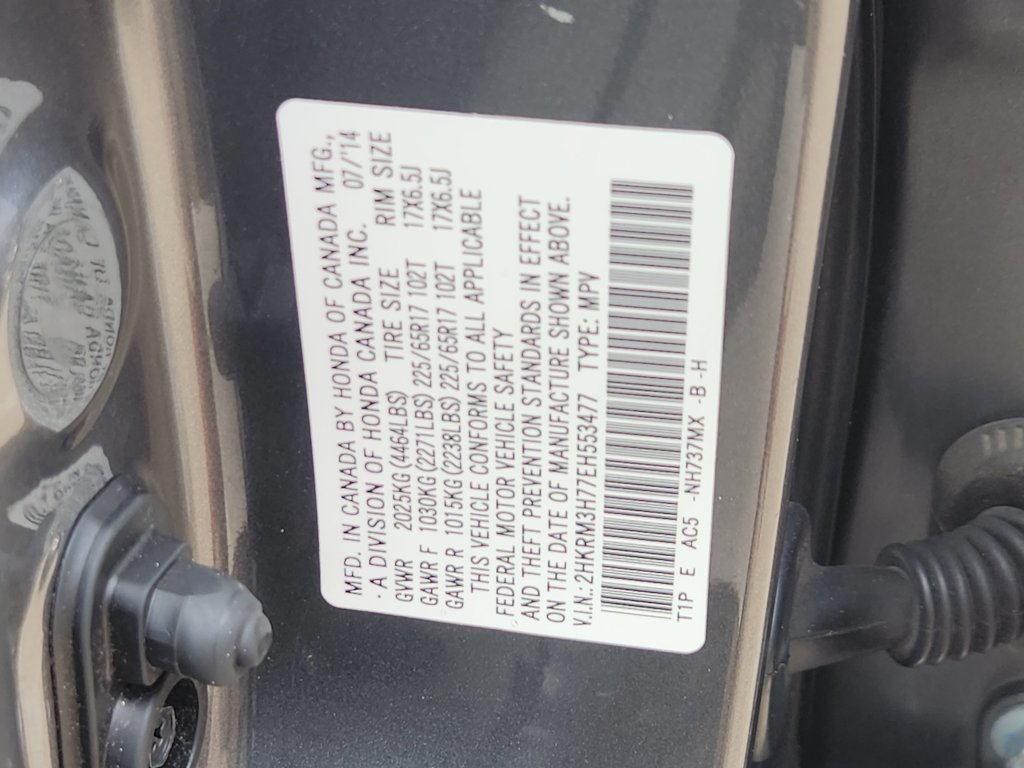 MFD. IN CANADA BY HONDA OF CANADA MFG.,
· A DIVISION OF HONDA CANADA INC. 07/'14
GVWR 2025KG (4464LBS) TIRE SIZE RIM SIZE
GAWR F 1030KG (2271LBS) 225/65R17 102T 17X6.5J
GAWR R 1015KG (2238LBS) 225/65R17 102T 17X6.5J
THIS VEHICLE CONFORMS TO ALL APPLICABLE
FEDERAL MOTOR VEHICLE SAFETY
AND THEFT PREVENTION STANDARDS IN EFFECT
ON THE DATE OF MANUFACTURE SHOWN ABOVE.
V.I.N.: 2HKRM3H77EH553477 TYPE: MPV
T1P E AC5 -NH737MX -B -H